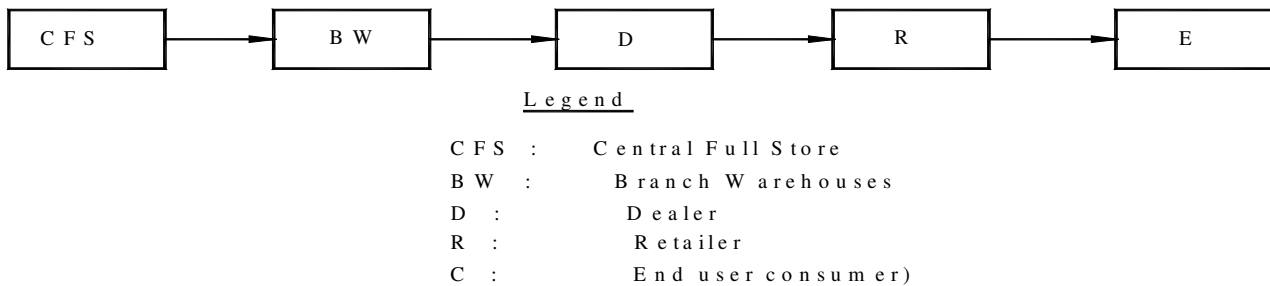 CFS BW D R E
Legend
CFS : Central Full Store
BW : Branch Warehouses
D : Dealer
R : Retailer
C : End user consumer)